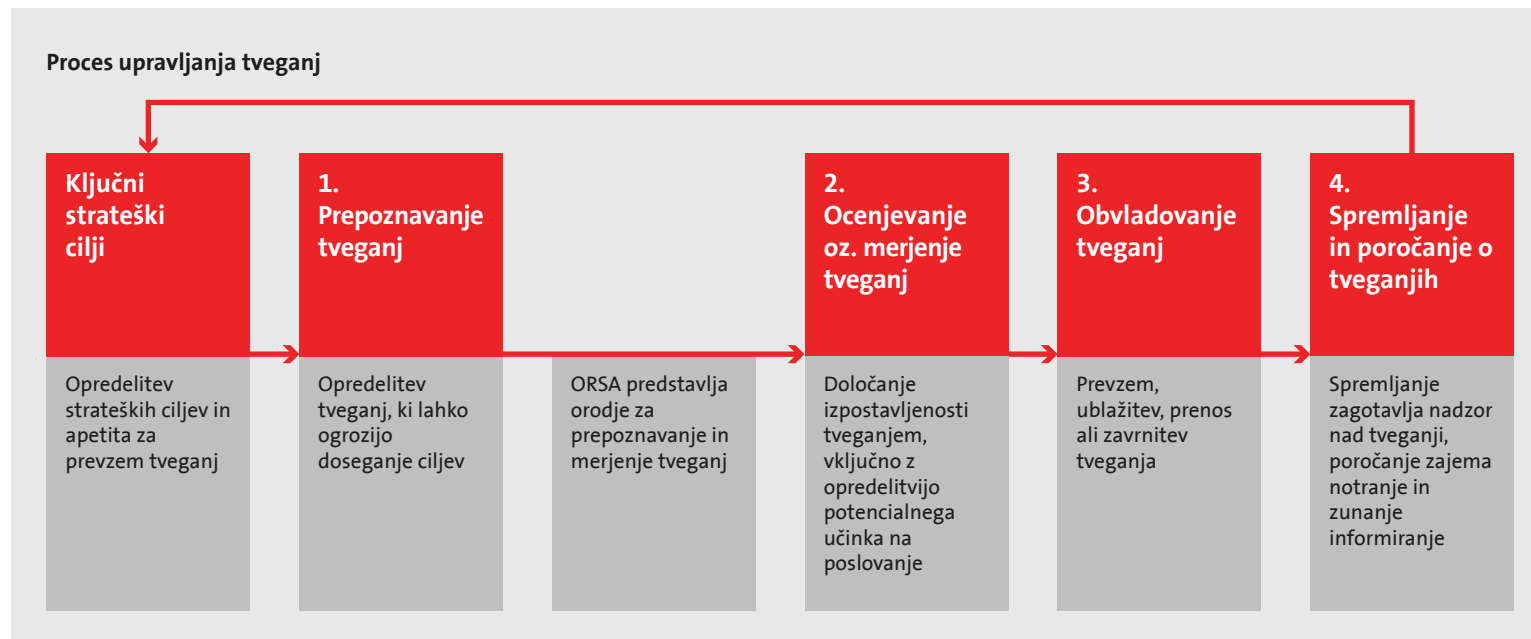 Proces upravljanja tveganj
Ključni
strateški
cilji
Opredelitev
strateških ciljev in
apetita za
prevzem tveganj
1.
Prepoznavanje
tveganj
Opredelitev
tveganj, ki lahko
ogrozijo
doseganje ciljev
ORSA predstavlja
orodje za
prepoznavanje in
merjenje tveganj
2.
Ocenjevanje
oz. merjenje
tveganj
Določanje
izpostavljenosti
tveganjem,
vključno z
opredelitvijo
potencialnega
učinka na
poslovanje
3.
Obvladovanje
tveganj
Prevzem,
ublažitev, prenos
ali zavrnitev
tveganja
4.
Spremljanje
in poročanje o
tveganjih
Spremljanje
zagotavlja nadzor
nad tveganji,
poročanje zajema
notranje in
zunanje
informiranje